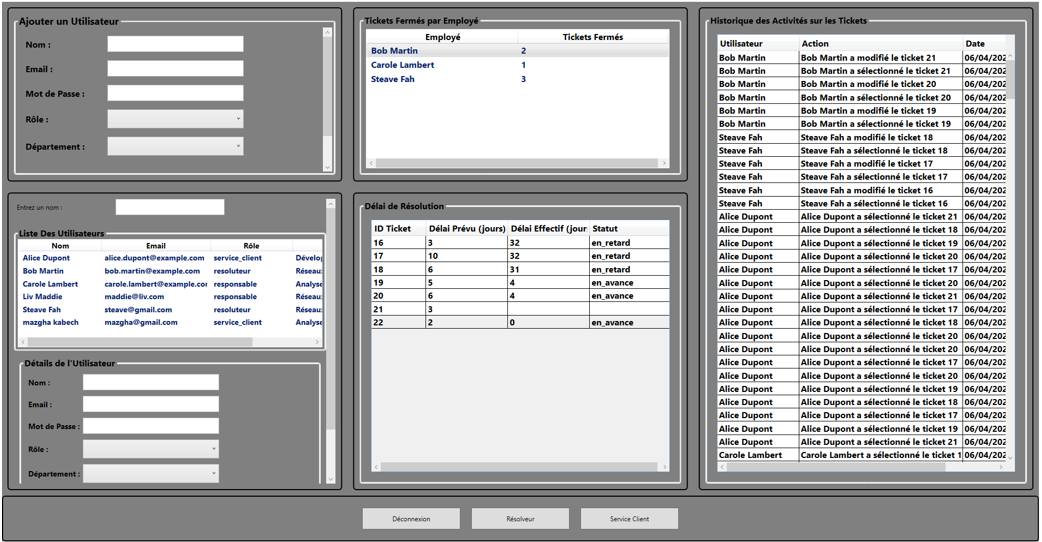 Ajouter un Utilisateur
Nom :
Email :
Mot de Passe :
Rôle :
Département :
Entrez un nom :
Liste Des Utilisateurs
Nom Email Rôle
Alice Dupont alice.dupont@example.com service_client Dévelo
Bob Martin bob.martin@example.com resoluteur Réseau
Carole Lambert carole.lambert@example.co responsable Analyse
Liv Maddie maddie@liv.com responsable Réseau
Steave Fah steave@gmail.com resoluteur Réseau
mazgha kabech mazgha@gmail.com service_client Analyse
Détails de l'Utilisateur
Nom :
Email :
Mot de Passe :
Rôle :
Département :
Tickets Fermés par Employé
Employé Tickets Fermés
Bob Martin 2
Carole Lambert 1
Steave Fah 3
Délai de Résolution
ID Ticket Délai Prévu (jours) Délai Effectif (jour Statut
16 3 32 en_retard
17 10 32 en_retard
18 6 31 en_retard
19 5 4 en_avance
20 6 4 en_avance
21 3
22 2 0 en_avance
Historique des Activités sur les Tickets
Utilisateur Action Date
Bob Martin Bob Martin a modifié le ticket 21 06/04/202
Bob Martin Bob Martin a sélectionné le ticket 21 06/04/202
Bob Martin Bob Martin a modifié le ticket 20 06/04/202
Bob Martin Bob Martin a sélectionné le ticket 20 06/04/202
Bob Martin Bob Martin a modifié le ticket 19 06/04/202
Bob Martin Bob Martin a sélectionné le ticket 19 06/04/202
Steave Fah Steave Fah a modifié le ticket 18 06/04/202
Steave Fah Steave Fah a sélectionné le ticket 18 06/04/202
Steave Fah Steave Fah a modifié le ticket 17 06/04/202
Steave Fah Steave Fah a sélectionné le ticket 17 06/04/202
Steave Fah Steave Fah a modifié le ticket 16 06/04/202
Steave Fah Steave Fah a sélectionné le ticket 16 06/04/202
Alice Dupont Alice Dupont a sélectionné le ticket 21 06/04/202
Alice Dupont Alice Dupont a sélectionné le ticket 18 06/04/202
Alice Dupont Alice Dupont a sélectionné le ticket 19 06/04/202
Alice Dupont Alice Dupont a sélectionné le ticket 20 06/04/202
Alice Dupont Alice Dupont a sélectionné le ticket 17 06/04/202
Alice Dupont Alice Dupont a sélectionné le ticket 20 06/04/202
Alice Dupont Alice Dupont a sélectionné le ticket 21 06/04/202
Alice Dupont Alice Dupont a sélectionné le ticket 17 06/04/202
Alice Dupont Alice Dupont a sélectionné le ticket 18 06/04/202
Alice Dupont Alice Dupont a sélectionné le ticket 20 06/04/202
Alice Dupont Alice Dupont a sélectionné le ticket 20 06/04/202
Alice Dupont Alice Dupont a sélectionné le ticket 17 06/04/202
Alice Dupont Alice Dupont a sélectionné le ticket 20 06/04/202
Alice Dupont Alice Dupont a sélectionné le ticket 19 06/04/202
Alice Dupont Alice Dupont a sélectionné le ticket 18 06/04/202
Alice Dupont Alice Dupont a sélectionné le ticket 17 06/04/202
Alice Dupont Alice Dupont a sélectionné le ticket 19 06/04/202
Alice Dupont Alice Dupont a sélectionné le ticket 21 06/04/202
Carole Lambert Carole Lambert a sélectionné le ticket 1 06/04/202
Déconnexion Résolveur Service Client